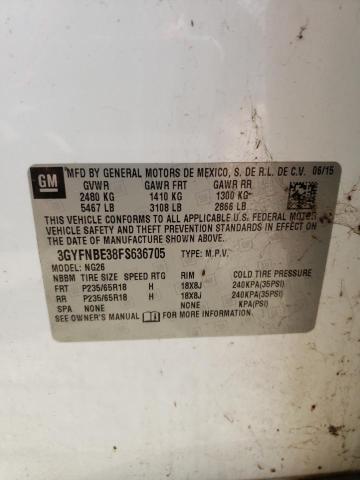 GM
MFD BY GENERAL MOTORS DE MEXICO, S. DE R.L. DE C.V. 06/15
GVWR GAWR FRT GAWR RR
2480 KG 1410 KG 1300 KG
5467 LB 3108 LB 2866 LB
THIS VEHICLE CONFORMS TO ALL APPLICABLE U.S. FEDERAL MOTOR
VEHICLE SAFETY AND THEFT PREVENTION STANDARDS IN EFFECT ON
THE DATE OF MANUFACTURE SHOWN ABOVE.
3GYFNBE38FS636705 TYPE: M.P.V.
MODEL: NG26
NBBM TIRE SIZE SPEED RTG RIM COLD TIRE PRESSURE
FRT P235/65R18 H 18X8J 240KPA(35PSI)
RR P235/65R18 H 18X8J 240KPA(35PSI)
SPA NONE NONE KPA(PSI)
SEE OWNER'S MANUAL FOR MORE INFORMATION.